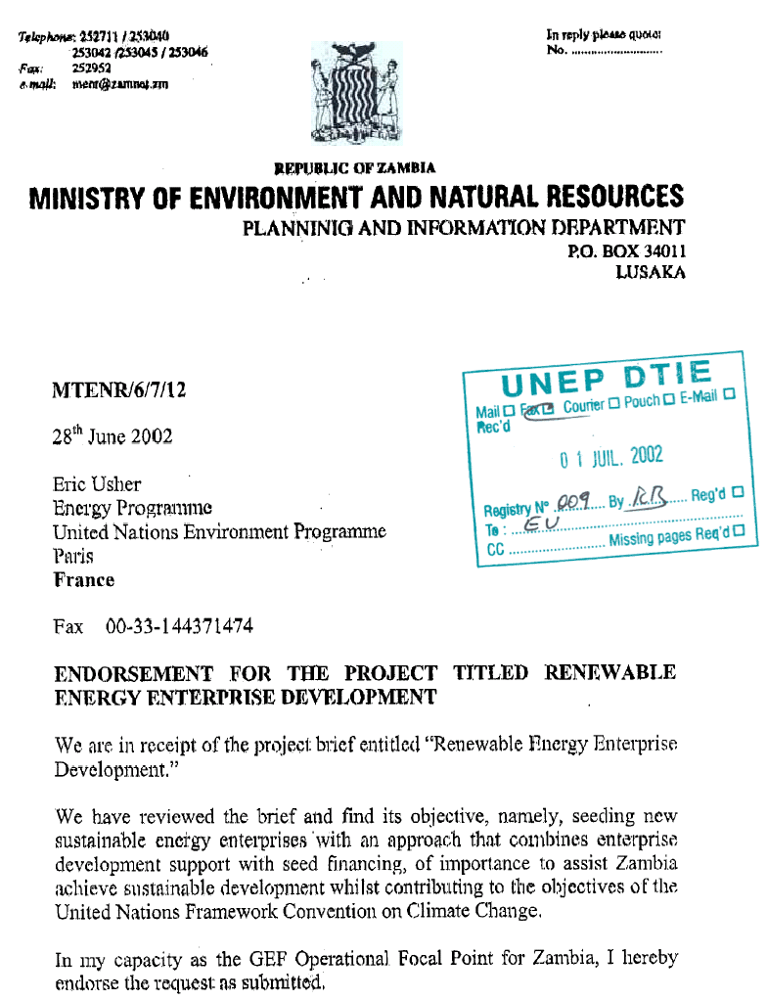 Telephone: 252711 / 253040
253042 /253045 / 253046
Fax: 252952
e.mail: menr@zamnet.zm
In reply please quote:
No. ............................
REPUBLIC OF ZAMBIA
MINISTRY OF ENVIRONMENT AND NATURAL RESOURCES
PLANNINIG AND INFORMATION DEPARTMENT
P.O. BOX 34011
LUSAKA
MTENR/6/7/12
28th June 2002
Eric Usher
Energy Programme
United Nations Environment Programme
Paris
France
Fax 00-33-144371474
UNEP DTIE
Mail □ Fax □ Courier □ Pouch □ E-Mail □
Rec'd
0 1 JUIL. 2002
Registry N° 009 By RB Reg'd □
To : EU
CC ........................ Missing pages Req'd □
ENDORSEMENT FOR THE PROJECT TITLED RENEWABLE
ENERGY ENTERPRISE DEVELOPMENT
We are in receipt of the project brief entitled “Renewable Energy Enterprise
Development.”
We have reviewed the brief and find its objective, namely, seeding new
sustainable energy enterprises with an approach that combines enterprise
development support with seed financing, of importance to assist Zambia
achieve sustainable development whilst contributing to the objectives of the
United Nations Framework Convention on Climate Change.
In my capacity as the GEF Operational Focal Point for Zambia, I hereby
endorse the request as submitted.